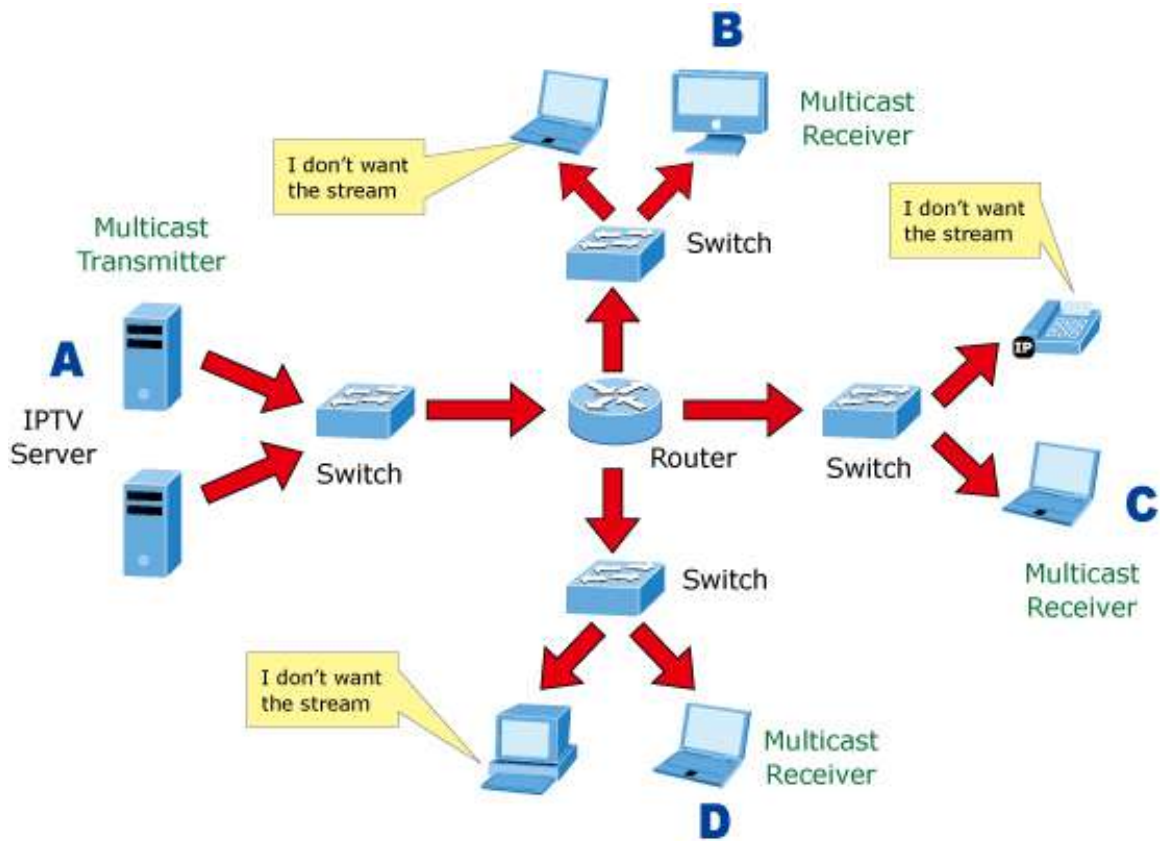 B
Multicast
Receiver
I don't want
the stream
Switch
I don't want
the stream
Multicast
Transmitter
A
IPTV
Server
Switch
Router
Switch
IP
C
Multicast
Receiver
Switch
I don't want
the stream
Multicast
Receiver
D